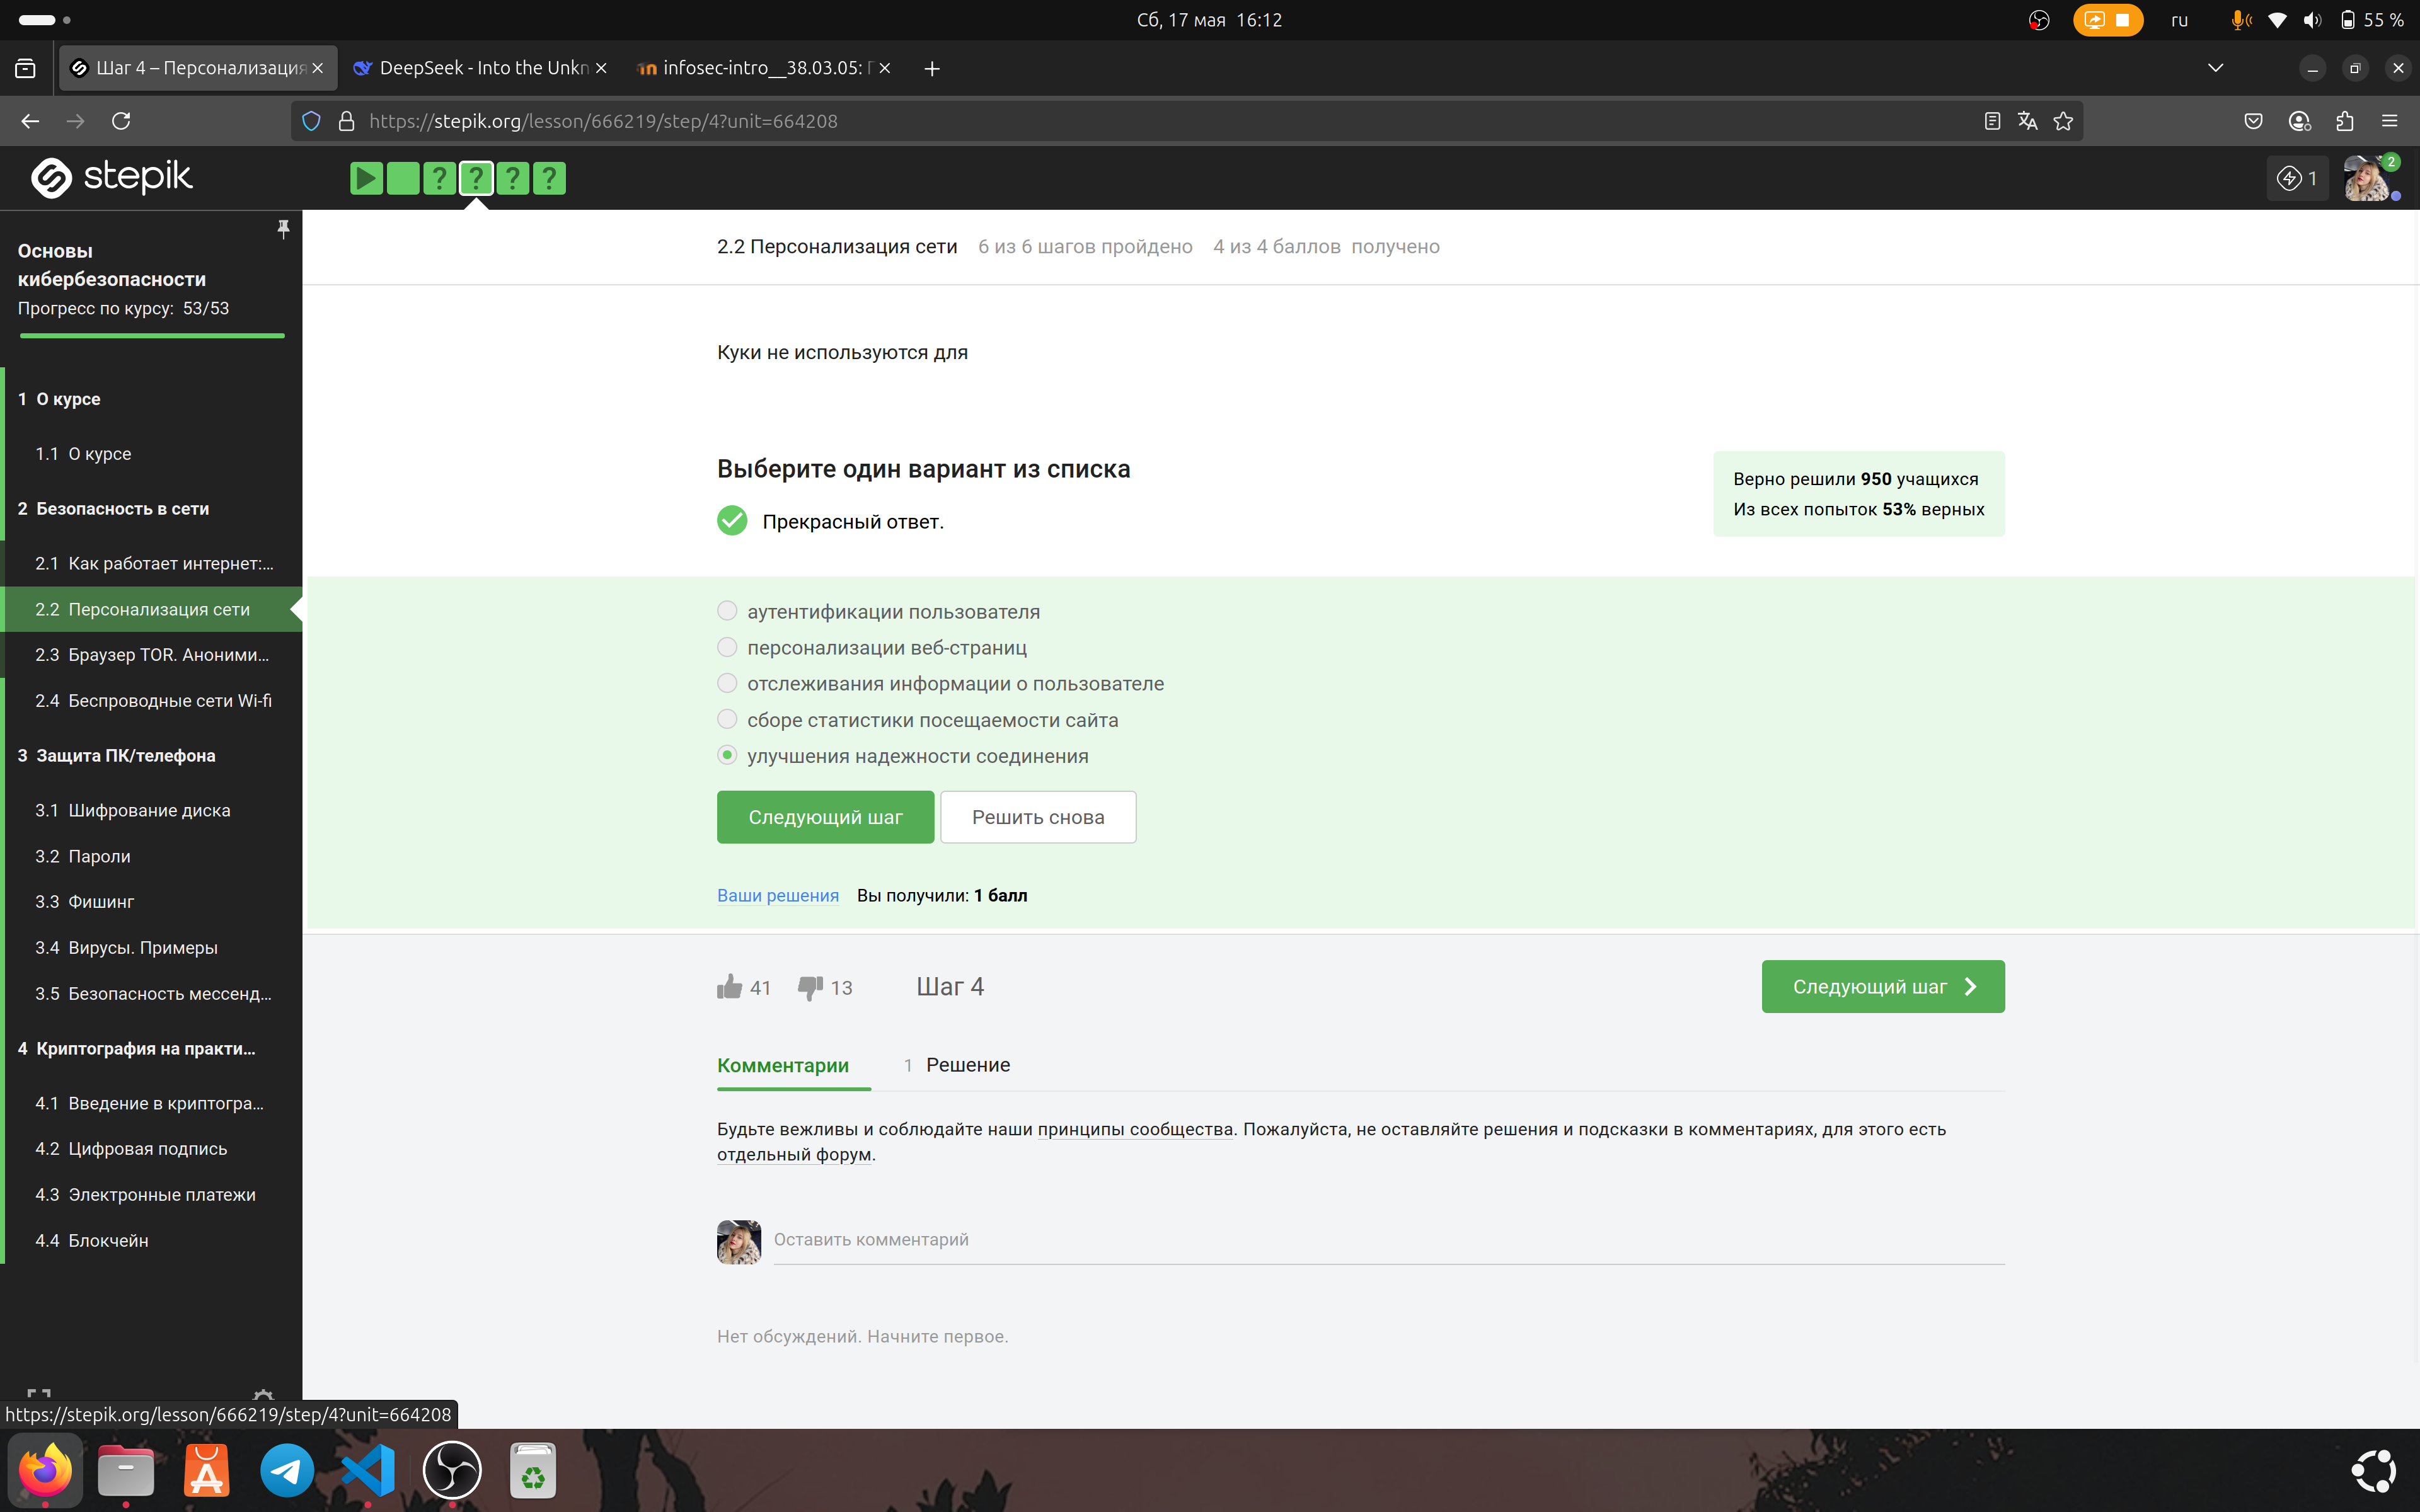 Сб, 17 мая 16:12
ru
55 %
Шаг 4 – Персонализация
DeepSeek - Into the Unkn
infosec-intro__38.03.05:
https://stepik.org/lesson/666219/step/4?unit=664208
stepik
1
2
Основы
кибербезопасности
Прогресс по курсу: 53/53
1 О курсе
1.1 О курсе
2 Безопасность в сети
2.1 Как работает интернет:...
2.2 Персонализация сети
2.3 Браузер TOR. Аноними...
2.4 Беспроводные сети Wi-fi
3 Защита ПК/телефона
3.1 Шифрование диска
3.2 Пароли
3.3 Фишинг
3.4 Вирусы. Примеры
3.5 Безопасность мессенд...
4 Криптография на практи...
4.1 Введение в криптогра...
4.2 Цифровая подпись
4.3 Электронные платежи
4.4 Блокчейн
2.2 Персонализация сети 6 из 6 шагов пройдено 4 из 4 баллов получено
Куки не используются для
Выберите один вариант из списка
Прекрасный ответ.
Верно решили 950 учащихся
Из всех попыток 53% верных
аутентификации пользователя
персонализации веб-страниц
отслеживания информации о пользователе
сборе статистики посещаемости сайта
улучшения надежности соединения
Следующий шаг
Решить снова
Ваши решения Вы получили: 1 балл
41
13
Шаг 4
Следующий шаг
Комментарии
1 Решение
Будьте вежливы и соблюдайте наши принципы сообщества. Пожалуйста, не оставляйте решения и подсказки в комментариях, для этого есть
отдельный форум.
Оставить комментарий
Нет обсуждений. Начните первое.
https://stepik.org/lesson/666219/step/4?unit=664208